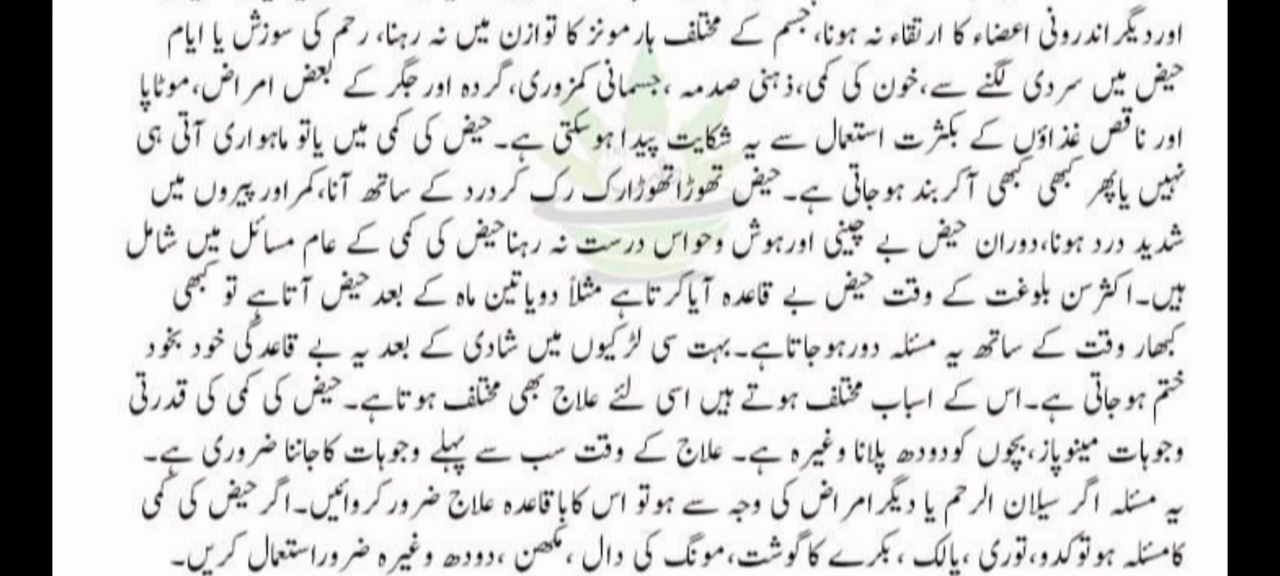 اور دیگر اندرونی اعضاء کا ارتقاء نہ ہونا، جسم کے مختلف ہارمونز کا توازن میں نہ رہنا، رحم کی سوزش یا ایام
حیض میں سردی لگنے سے، خون کی کمی، ذہنی صدمہ، جسمانی کمزوری، گردہ اور جگر کے بعض امراض، موٹاپا
اور ناقص غذاؤں کے بکثرت استعمال سے یہ شکایت پیدا ہوسکتی ہے۔ حیض کی کمی میں یا تو ماہواری آتی ہی
نہیں یا پھر کبھی کبھی آکر بند ہوجاتی ہے۔ حیض تھوڑا تھوڑا رک رک کر درد کے ساتھ آنا، کمر اور پیروں میں
شدید درد ہونا، دوران حیض بے چینی اور ہوش وحواس درست نہ رہنا حیض کی کمی کے عام مسائل میں شامل
ہیں۔ اکثر سن بلوغت کے وقت حیض بے قاعدہ آیا کرتا ہے مثلاً دو یا تین ماہ کے بعد حیض آتا ہے تو کبھی
کبھار وقت کے ساتھ یہ مسئلہ دور ہوجاتا ہے۔ بہت سی لڑکیوں میں شادی کے بعد یہ بے قاعدگی خود بخود
ختم ہوجاتی ہے۔ اس کے اسباب مختلف ہوتے ہیں اسی لئے علاج بھی مختلف ہوتا ہے۔ حیض کی کمی کی قدرتی
وجوہات مینوپاز، بچوں کو دودھ پلانا وغیرہ ہے۔ علاج کے وقت سب سے پہلے وجوہات کا جاننا ضروری ہے۔
یہ مسئلہ اگر سیلان الرحم یا دیگر امراض کی وجہ سے ہو تو اس کا باقاعدہ علاج ضرور کروائیں۔ اگر حیض کی کمی
کا مسئلہ ہو تو کدو، توری، پالک، بکرے کا گوشت، مونگ کی دال، مکھن، دودھ وغیرہ ضرور استعمال کریں۔